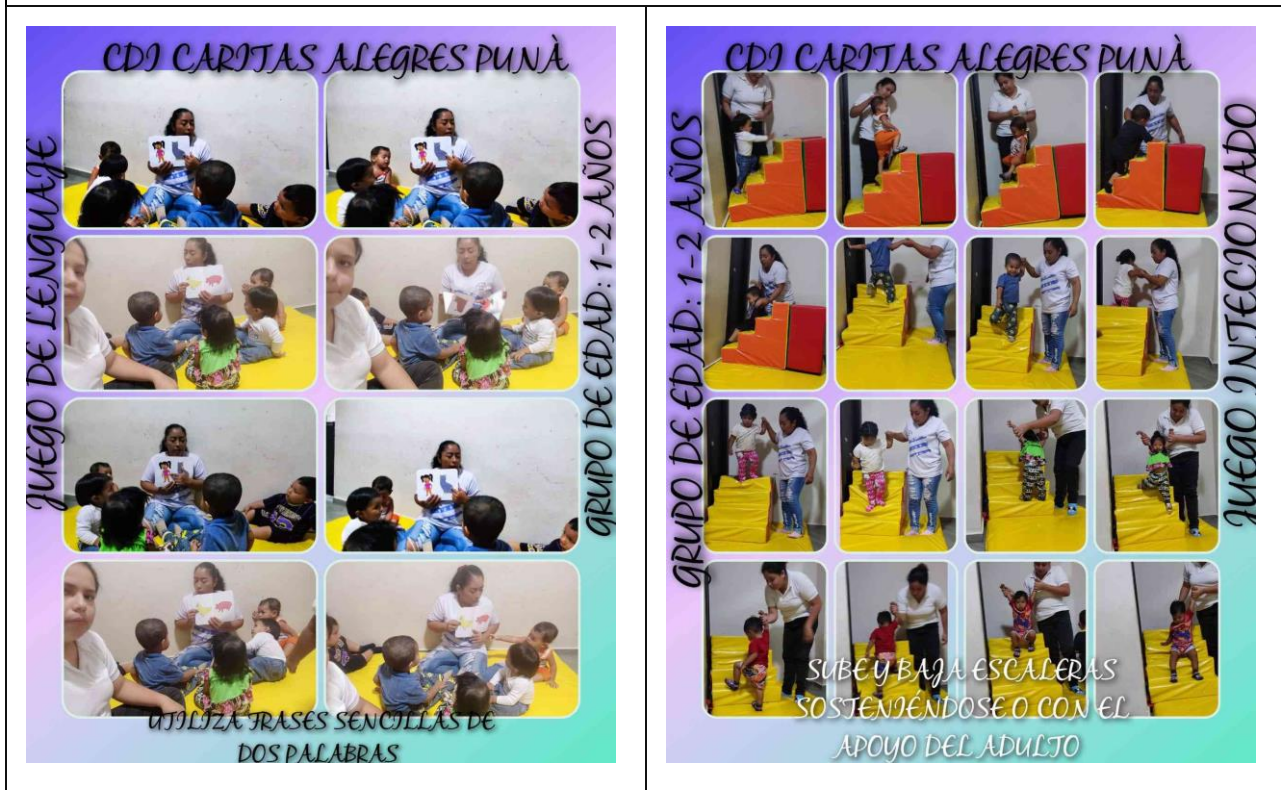 CDI CARITAS ALEGRES PUNÀ
JUEGO DE LENGUAJE
GRUPO DE EDAD: 1-2 AÑOS
UTILIZA FRASES SENCILLAS DE
DOS PALABRAS
CDI CARITAS ALEGRES PUNÀ
GRUPO DE EDAD: 1-2 AÑOS
JUEGO INTECIONADO
SUBE Y BAJA ESCALERAS
SOSTENIÉNDOSE O CON EL
APOYO DEL ADULTO